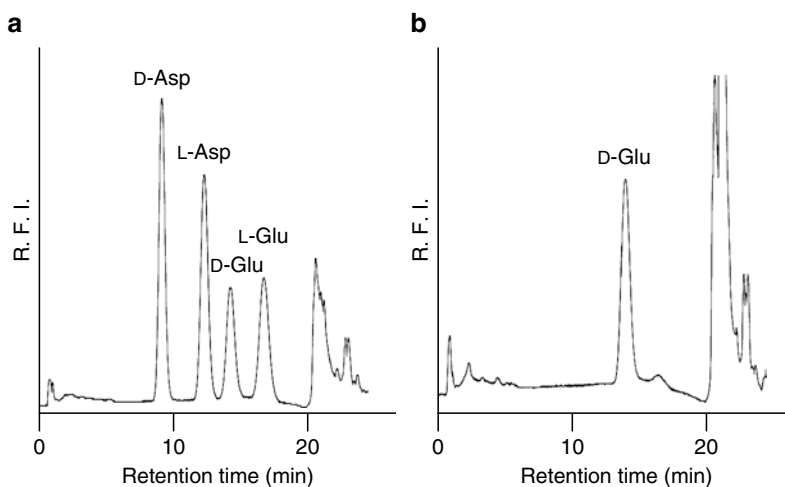 a
D-Asp
L-Asp
L-Glu
D-Glu
R. F. I.
0 10 20
Retention time (min)
b
D-Glu
R. F. I.
0 10 20
Retention time (min)